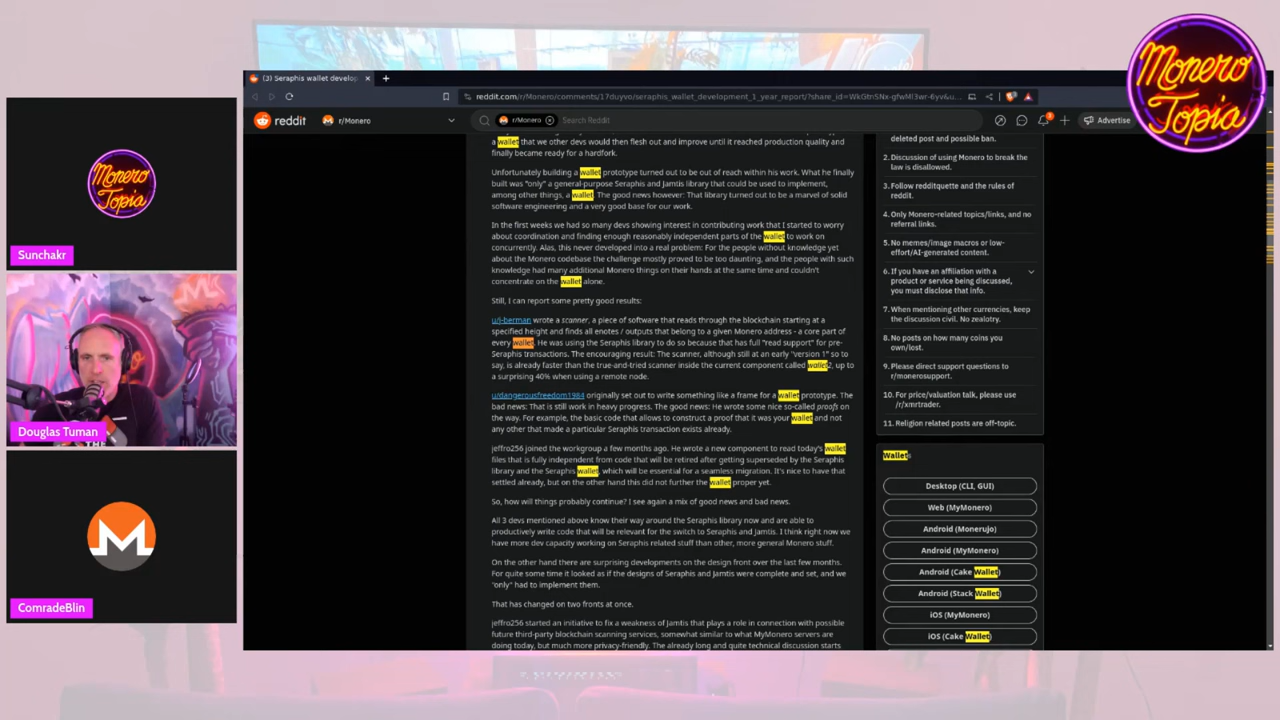 Monero
Topia
(3) Seraphis wallet develop
reddit.com/r/Monero/comments/17duyvo/seraphis_wallet_development_1_year_report/?share_id=
reddit
r/Monero
r/Monero
Search Reddit
Advertise
Monero
Topia
Sunchakr
Douglas Tuman
ComradeBlin
a wallet that we other devs would then flesh out and improve until it reached production quality and
finally became ready for a hardfork.
Unfortunately building a wallet prototype turned out to be out of reach within his work. What he finally
built was "only" a general-purpose Seraphis and Jamtis library that could be used to implement,
among other things, a wallet. The good news however: That library turned out to be a marvel of solid
software engineering and a very good base for our work.
In the first weeks we had so many devs showing interest in contributing work that I started to worry
about coordination and finding enough reasonably independent parts of the wallet to work on
concurrently. Alas, this never developed into a real problem: For the people without knowledge yet
about the Monero codebase the challenge mostly proved to be too daunting, and the people with such
knowledge had many additional Monero things on their hands at the same time and couldn't
concentrate on the wallet alone.
Still, I can report some pretty good results:
u/j-berman wrote a scanner, a piece of software that reads through the blockchain starting at a
specified height and finds all enotes / outputs that belong to a given Monero address - a core part of
every wallet. He was using the Seraphis library to do so because that has full "read support" for pre-
Seraphis transactions. The encouraging result: The scanner, although still at an early "version 1" so to
say, is already faster than the true-and-tried scanner inside the current component called wallet2, up to
a surprising 40% when using a remote node.
u/dangerousfreedom1984 originally set out to write something like a frame for a wallet prototype. The
bad news: That is still work in heavy progress. The good news: He wrote some nice so-called proofs on
the way. For example, the basic code that allows to construct a proof that it was your wallet and not
any other that made a particular Seraphis transaction exists already.
jeffro256 joined the workgroup a few months ago. He wrote a new component to read today's wallet
files that is fully independent from code that will be retired after getting superseded by the Seraphis
library and the Seraphis wallet, which will be essential for a seamless migration. It's nice to have that
settled already, but on the other hand this did not further the wallet proper yet.
So, how will things probably continue? I see again a mix of good news and bad news.
All 3 devs mentioned above know their way around the Seraphis library now and are able to
productively write code that will be relevant for the switch to Seraphis and Jamtis. I think right now we
have more dev capacity working on Seraphis related stuff than other, more general Monero stuff.
On the other hand there are surprising developments on the design front over the last few months.
For quite some time it looked as if the designs of Seraphis and Jamtis were complete and set, and we
"only" had to implement them.
That has changed on two fronts at once.
jeffro256 started an initiative to fix a weakness of Jamtis that plays a role in connection with possible
future third-party blockchain scanning services, somewhat similar to what MyMonero servers are
doing today, but much more privacy-friendly. The already long and quite technical discussion starts
deleted post and possible ban.
2. Discussion of using Monero to break the
law is disallowed.
3. Follow redditquette and the rules of
reddit.
4. Only Monero-related topics/links, and no
referral links.
5. No memes/image macros or low-
effort/AI-generated content.
6. If you have an affiliation with a
product or service being discussed,
you must disclose that info.
7. When mentioning other currencies, keep
the discussion civil. No zealotry.
8. No posts on how many coins you
own/lost.
9. Please direct support questions to
r/monerosupport.
10. For price/valuation talk, please use
/r/xmrtrader.
11. Religion related posts are off-topic.
Wallets
Desktop (CLI, GUI)
Web (MyMonero)
Android (Monerujo)
Android (MyMonero)
Android (Cake Wallet)
Android (Stack Wallet)
iOS (MyMonero)
iOS (Cake Wallet)